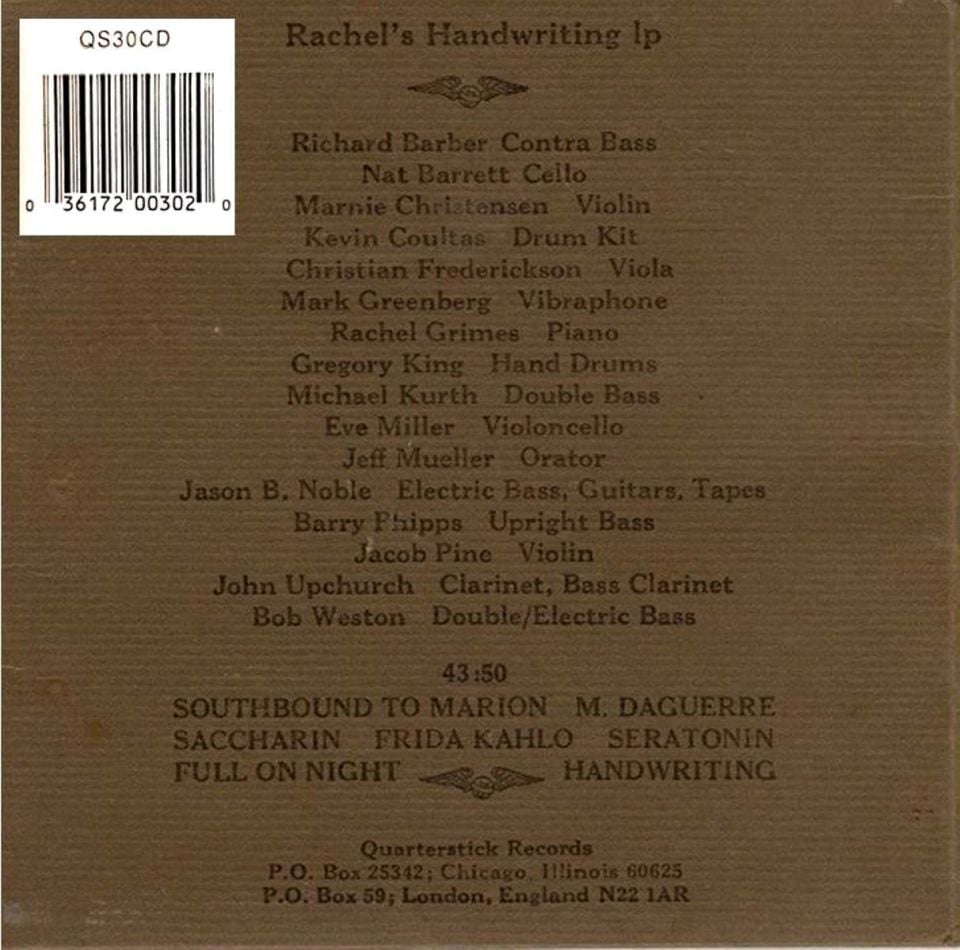 QS30CD
0 36172 00302 0
Rachel's Handwriting lp
Richard Barber Contra Bass
Nat Barrett Cello
Marnie Christensen Violin
Kevin Coultas Drum Kit
Christian Frederickson Viola
Mark Greenberg Vibraphone
Rachel Grimes Piano
Gregory King Hand Drums
Michael Kurth Double Bass
Eve Miller Violoncello
Jeff Mueller Orator
Jason B. Noble Electric Bass, Guitars, Tapes
Barry Phipps Upright Bass
Jacob Pine Violin
John Upchurch Clarinet, Bass Clarinet
Bob Weston Double/Electric Bass
43:50
SOUTHBOUND TO MARION M. DAGUERRE
SACCHARIN FRIDA KAHLO SERATONIN
FULL ON NIGHT HANDWRITING
Quarterstick Records
P.O. Box 25342; Chicago, Illinois 60625
P.O. Box 59; London, England N22 1AR